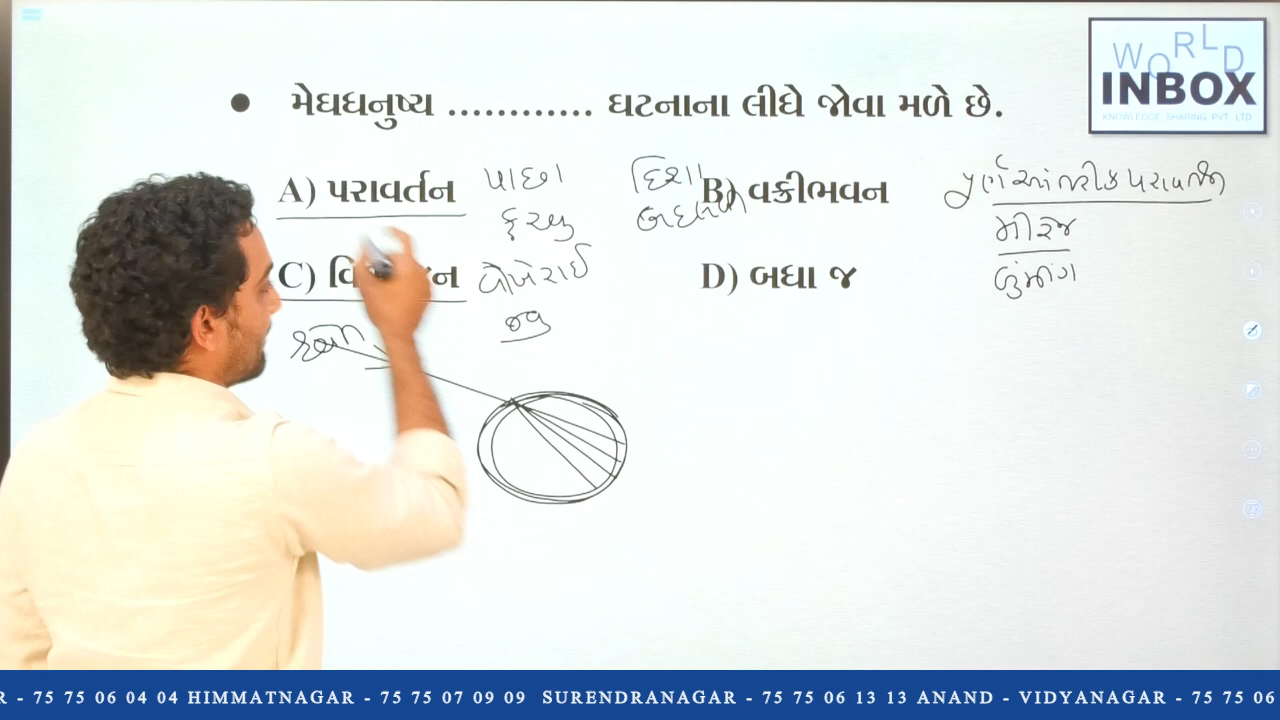 WORLD
INBOX
KNOWLEDGE SHARING PVT. LTD
• મેઘધનુષ્ય ............ ઘટનાના લીધે જોવા મળે છે.
A) પરાવર્તન પાછા ફરવુ
B) વક્રીભવન દિશા બદલવી
પૂર્ણ આંતરીક પરાવર્તન
મીરજ
C) વિ ન વીખેરાઈ જવુ
D) બધા જ
R - 75 75 06 04 04 HIMMATNAGAR - 75 75 07 09 09 SURENDRANAGAR - 75 75 06 13 13 ANAND - VIDYANAGAR - 75 75 06